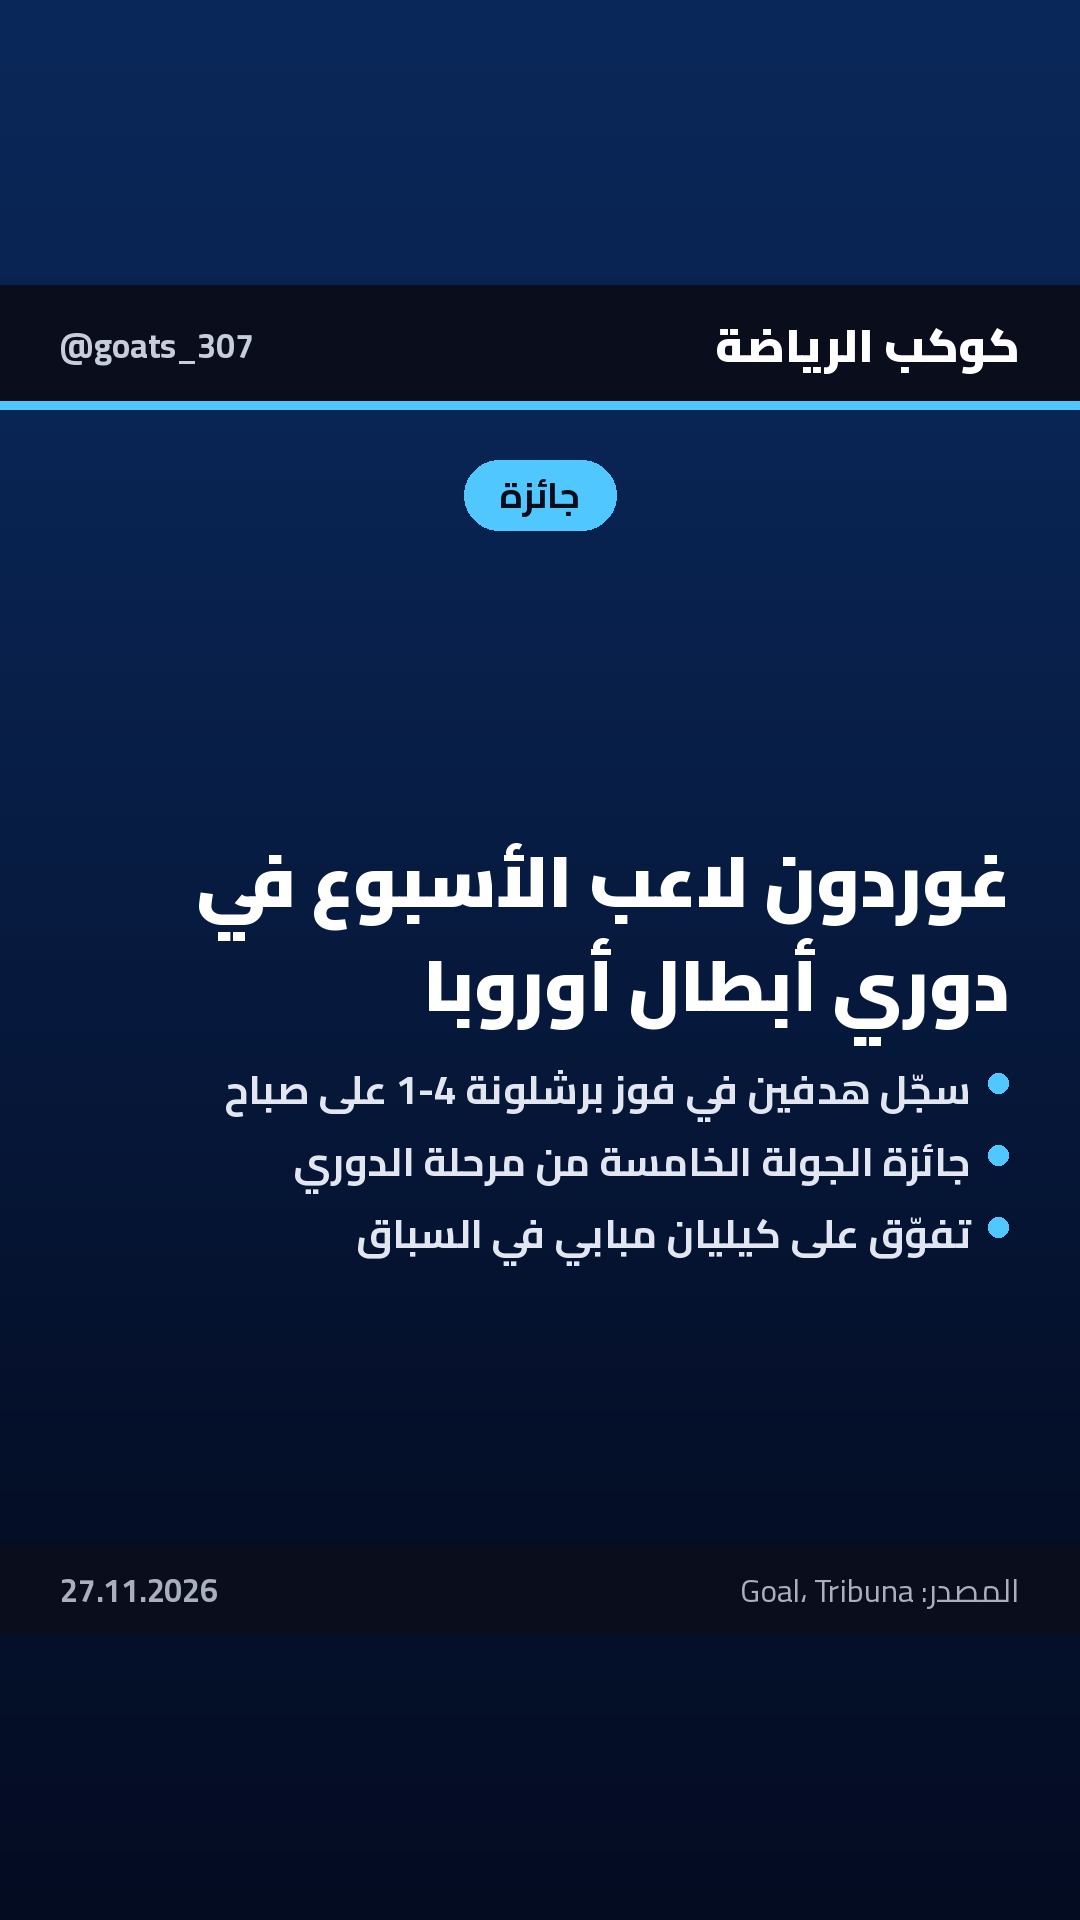 كوكب الرياضة
@goats_307
جائزة
غوردون لاعب الأسبوع في
دوري أبطال أوروبا
سجّل هدفين في فوز برشلونة 4-1 على صباح
جائزة الجولة الخامسة من مرحلة الدوري
تفوّق على كيليان مبابي في السباق
المصدر: Goal، Tribuna
27.11.2026